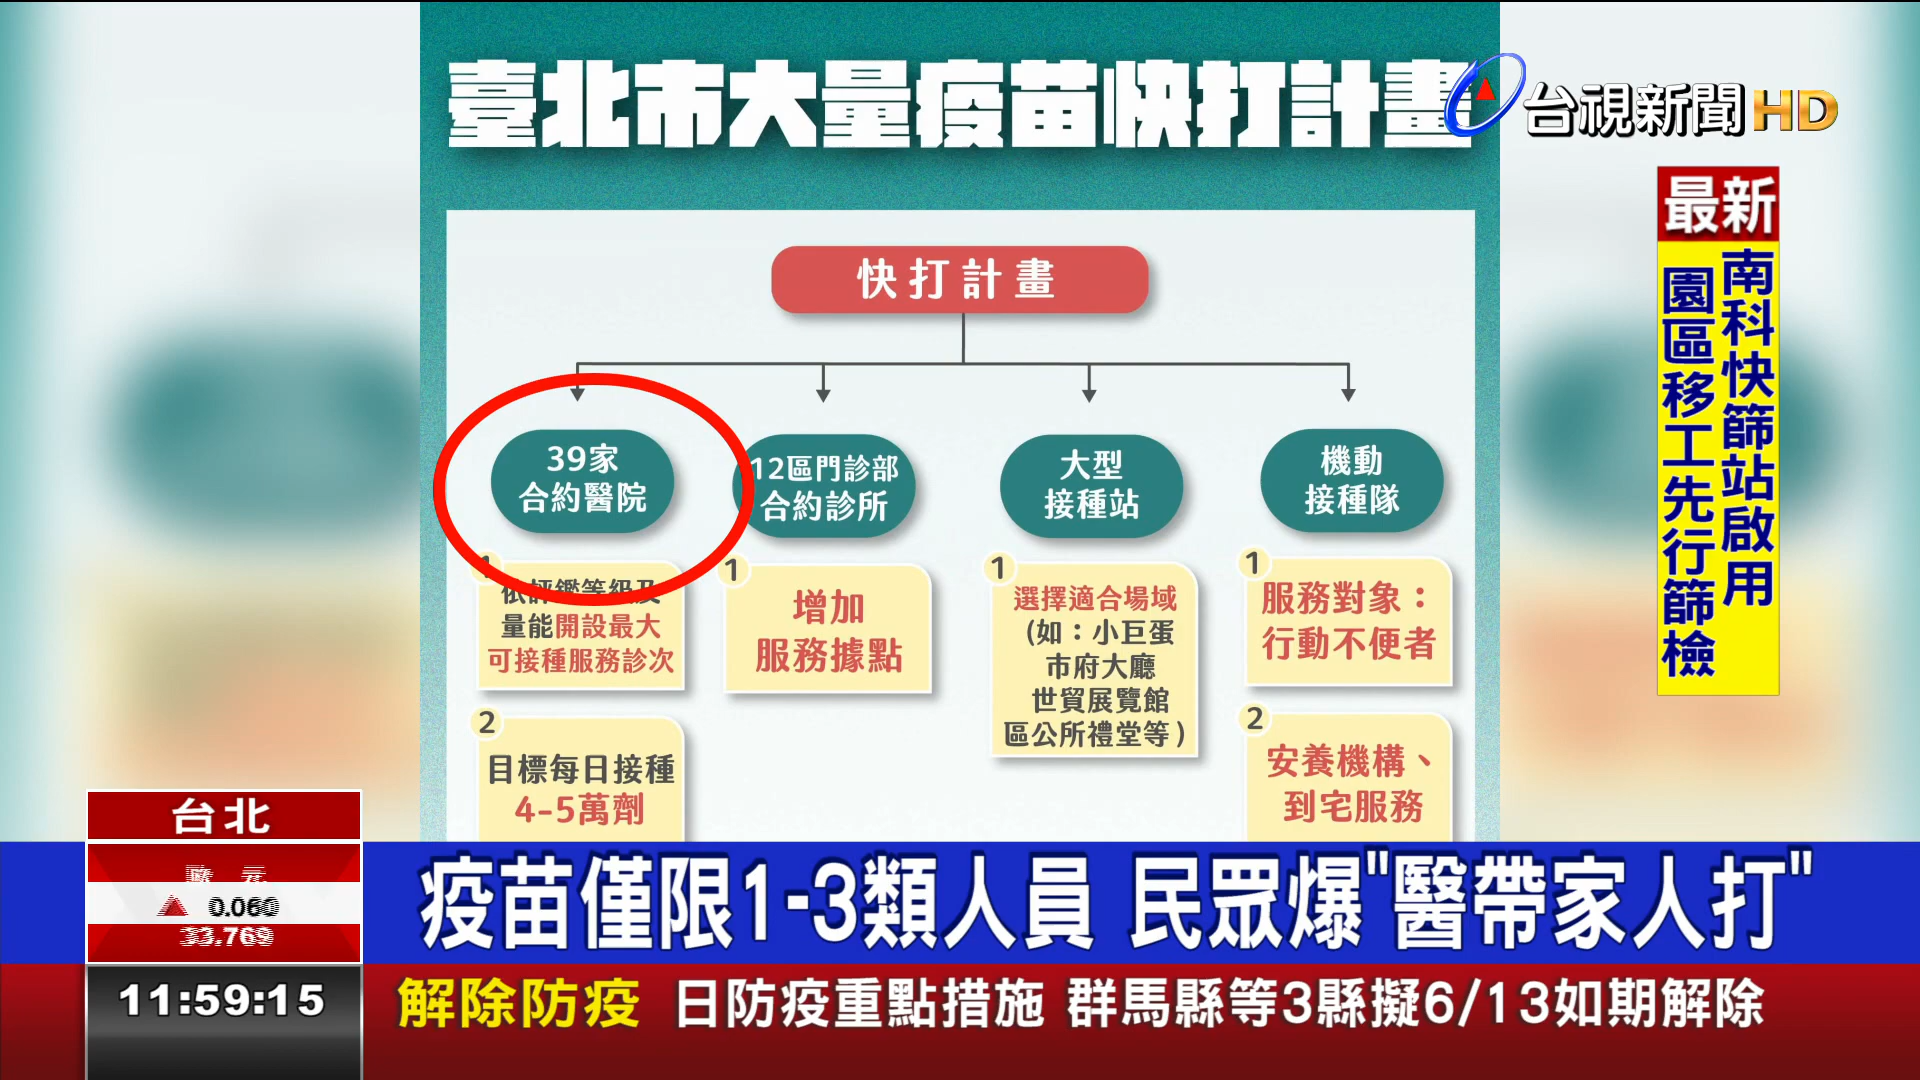 臺北市大量疫苗快打計畫
台視新聞HD
最新
南科快篩站啟用
園區移工先行篩檢
快打計畫
39家
合約醫院
1
依評鑑等級及
量能開設最大
可接種服務診次
2
目標每日接種
4-5萬劑
12區門診部
合約診所
1
增加
服務據點
大型
接種站
1
選擇適合場域
(如：小巨蛋
市府大廳
世貿展覽館
區公所禮堂等)
機動
接種隊
1
服務對象：
行動不便者
2
安養機構、
到宅服務
台北
歐元
▲ 0.060
33.769
11:59:15
疫苗僅限1-3類人員 民眾爆"醫帶家人打"
解除防疫 日防疫重點措施 群馬縣等3縣擬6/13如期解除